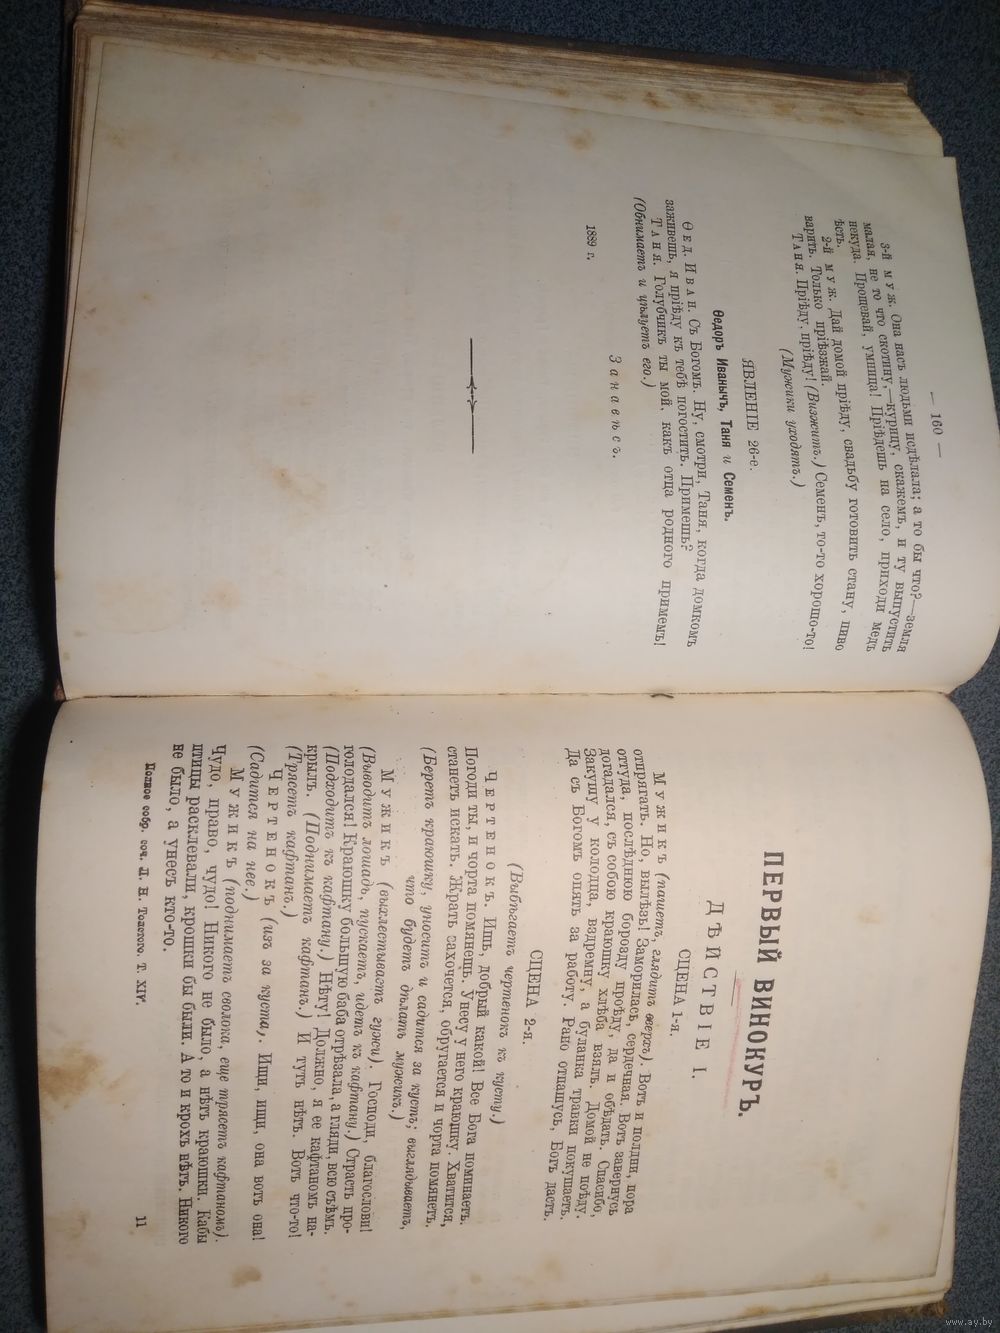 — 160 —
3-й муж. Она насъ людьми исдѣлала; а то бы что?—земля
малая, не то что скотину,—курицу, скажемъ, и ту выпустить
некуда. Прощевай, умница! Пріѣдешь на село, приходи медъ
ѣсть.
2-й муж. Дай домой пріѣду, свадьбу готовить стану, пиво
варить. Только пріѣзжай.
Таня. Пріѣду, пріѣду! (Визжитъ.) Семенъ, то-то хорошо-то!
(Мужики уходятъ.)
ЯВЛЕНІЕ 26-е.
Ѳедоръ Иванычъ, Таня и Семенъ.
Ѳед. Иван. Съ Богомъ. Ну, смотри, Таня, когда домкомъ
заживешь, я пріѣду къ тебѣ погостить. Примешь?
Таня. Голубчикъ ты мой, какъ отца родного примемъ!
(Обнимаетъ и цѣлуетъ его.)
Занавѣсъ.
1889 г.
ПЕРВЫЙ ВИНОКУРЪ.
ДѢЙСТВІЕ I.
СЦЕНА 1-я.
Мужикъ (пашетъ, глядитъ вверхъ). Вотъ и полдни, пора
отпрягать. Но, вылѣзь! Заморилась, сердечная. Вотъ завернусь
оттуда, послѣднюю борозду проѣду, да и обѣдать. Спасибо,
догадался, съ собою краюшку хлѣба взялъ. Домой не поѣду.
Закушу у колодца, вздремну, а буланка травки покушаетъ.
Да съ Богомъ опять за работу. Рано отпашусь, Богъ дастъ.
СЦЕНА 2-я.
(Выбѣгаетъ чертенокъ къ кусту.)
Чертенокъ. Ишь, добрый какой! Все Бога поминаетъ.
Погоди ты, и чорта помянешь. Унесу у него краюшку. Хватится,
станетъ искать. Жрать захочется, обругается и чорта помянетъ.
(Беретъ краюшку, уноситъ и садится за кустъ; выглядываетъ,
что будетъ дѣлать мужикъ.)
Мужикъ (выхлестываетъ гужи). Господи, благослови!
(Выводитъ лошадь, пускаетъ, идетъ къ кафтану.) Страсть про-
голодался! Краюшку большую баба отрѣзала, а гляди, всю съѣмъ.
(Подходитъ къ кафтану.) Нѣту! Должно, я ее кафтаномъ на-
крылъ. (Поднимаетъ кафтанъ.) И тутъ нѣтъ. Вотъ что-то!
(Трясетъ кафтанъ.)
Чертенокъ (изъ за куста). Ищи, ищи, она вотъ она!
(Садится на нее.)
Мужикъ (поднимаетъ сволока, еще трясетъ кафтаномъ).
Чудо, право, чудо! Никого не было, а нѣтъ краюшки. Кабы
птицы расклевали, крошки бы были. А то и крохъ нѣтъ. Никого
не было, а унесъ кто-то.
Полное собр. соч. Л. Н. Толстого. Т. XIV. 11
www.ay.by